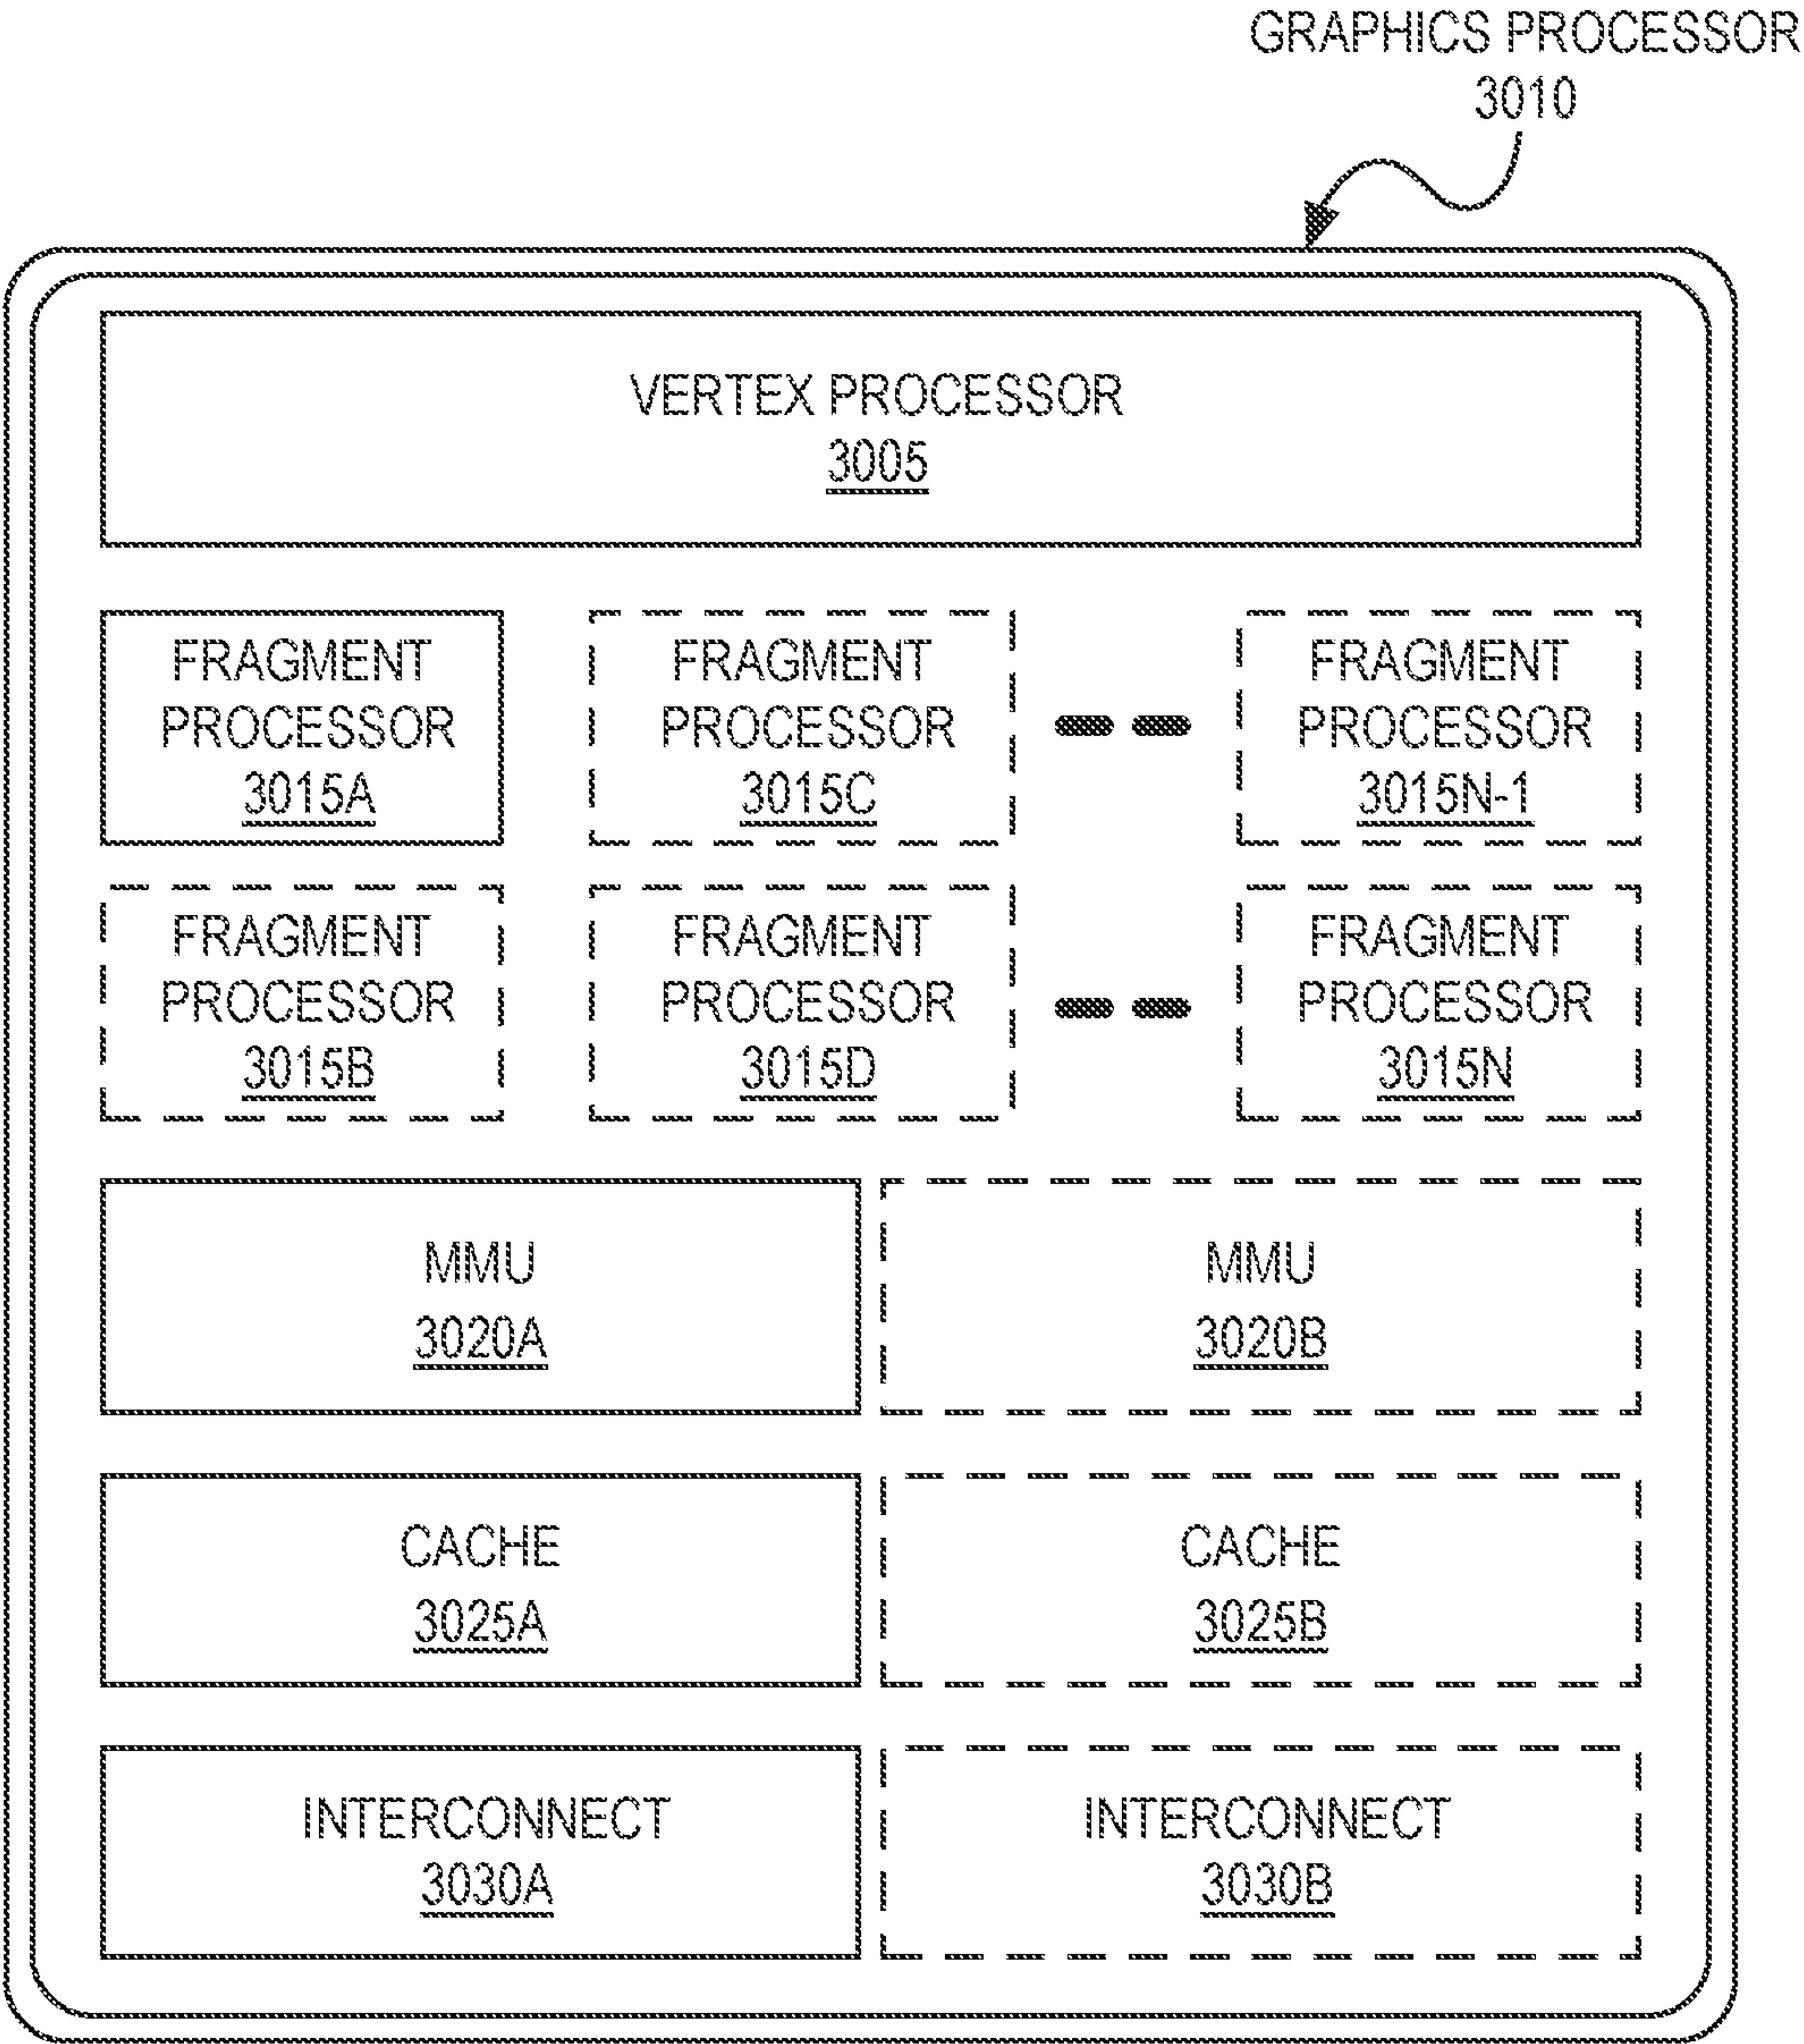 GRAPHICS PROCESSOR
3010
VERTEX PROCESSOR
3005
FRAGMENT
PROCESSOR
3015A
FRAGMENT
PROCESSOR
3015C
FRAGMENT
PROCESSOR
3015N-1
FRAGMENT
PROCESSOR
3015B
FRAGMENT
PROCESSOR
3015D
FRAGMENT
PROCESSOR
3015N
MMU
3020A
MMU
3020B
CACHE
3025A
CACHE
3025B
INTERCONNECT
3030A
INTERCONNECT
3030B